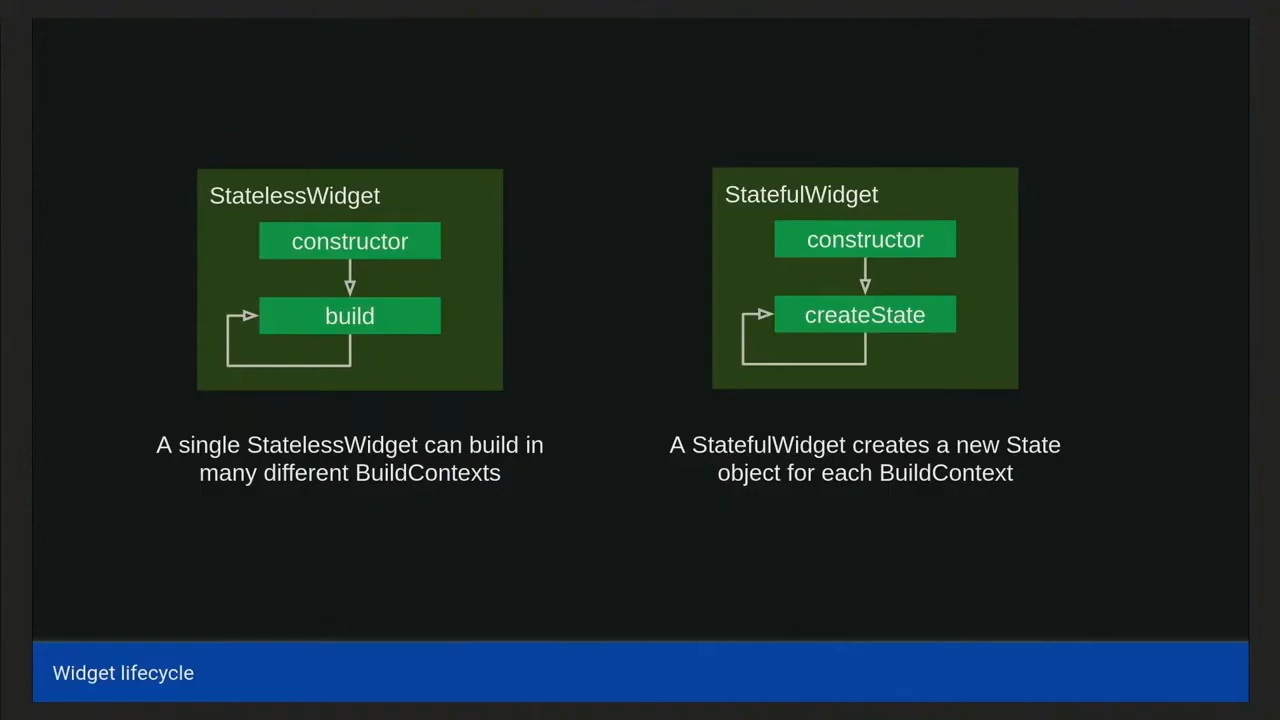 StatelessWidget
constructor
build
A single StatelessWidget can build in
many different BuildContexts
StatefulWidget
constructor
createState
A StatefulWidget creates a new State
object for each BuildContext
Widget lifecycle